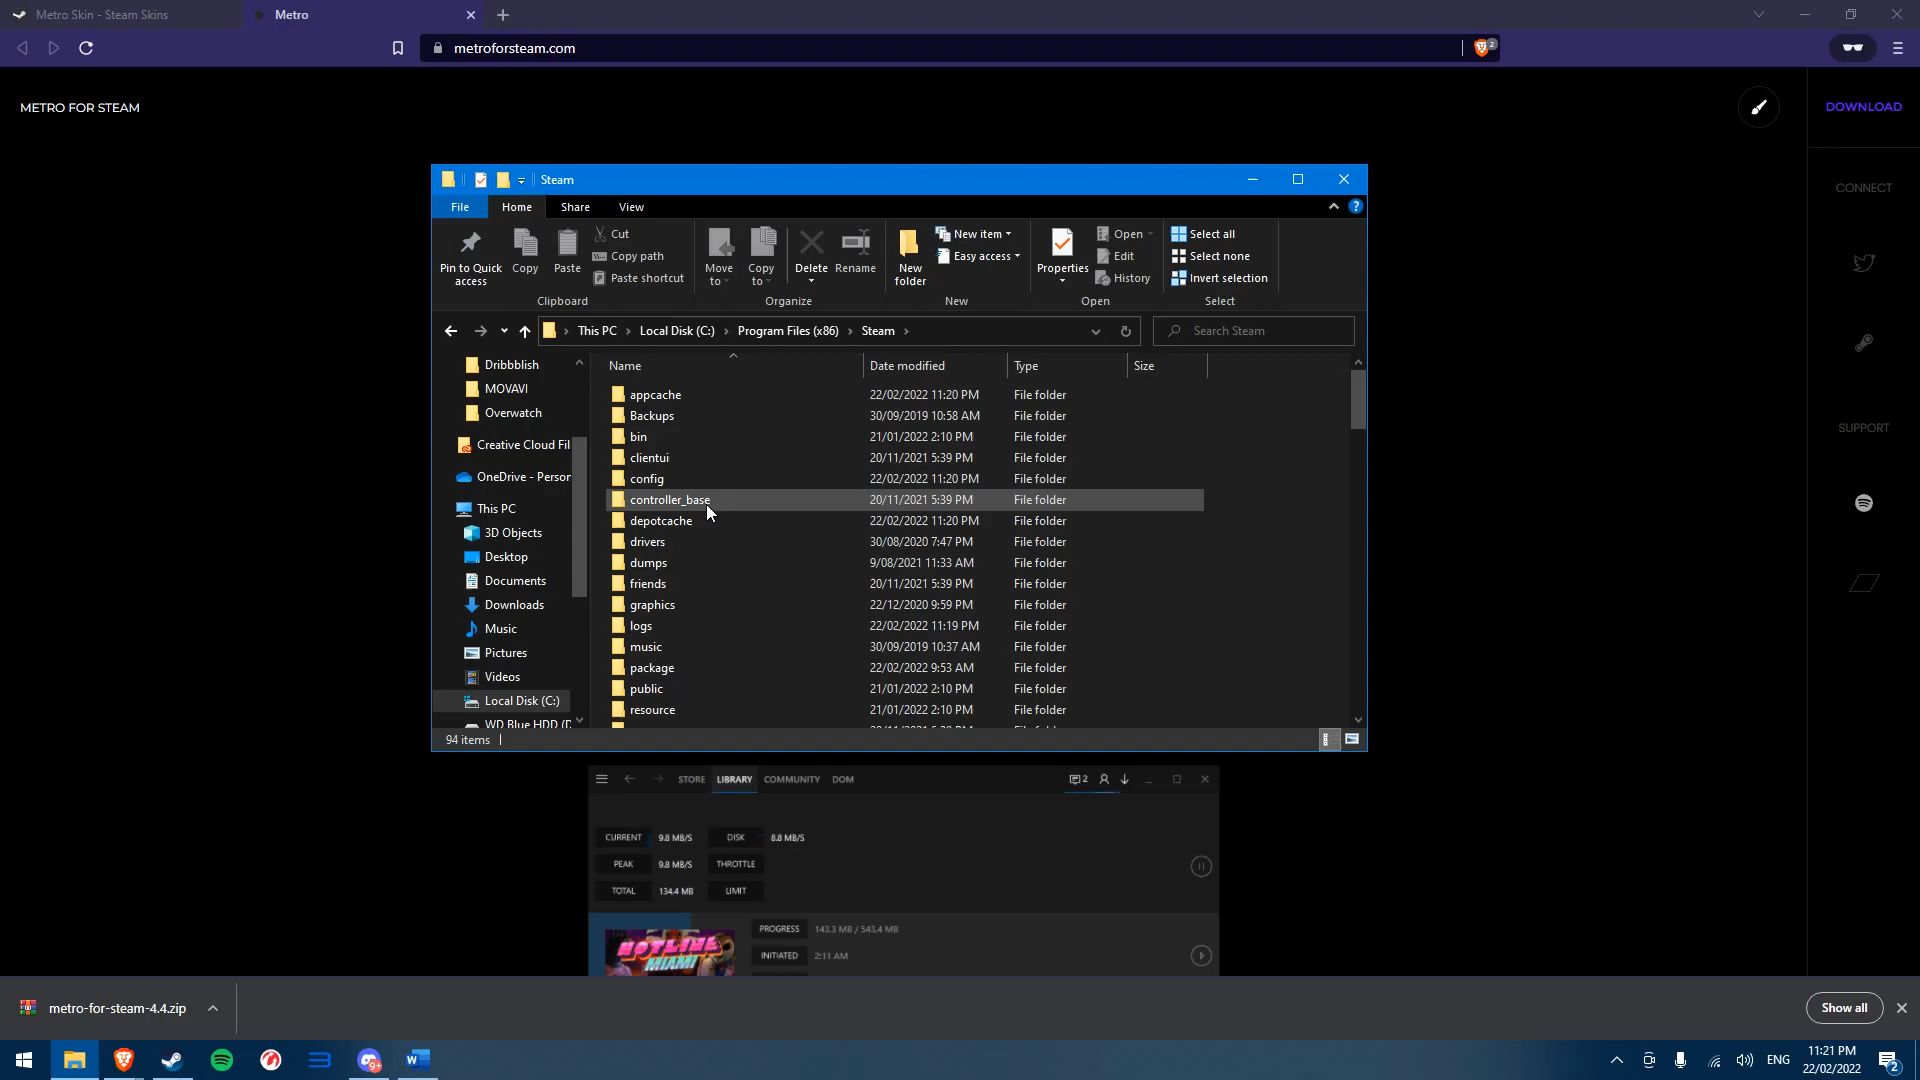 Metro Skin - Steam Skins
Metro
metroforsteam.com
2
METRO FOR STEAM
DOWNLOAD
CONNECT
SUPPORT
Steam
File Home Share View
Pin to Quick access
Copy
Paste
Cut
Copy path
Paste shortcut
Clipboard
Move to
Copy to
Delete
Rename
Organize
New folder
New item
Easy access
New
Properties
Open
Edit
History
Open
Select all
Select none
Invert selection
Select
This PC > Local Disk (C:) > Program Files (x86) > Steam >
Search Steam
Dribbblish
MOVAVI
Overwatch
Creative Cloud Fil
OneDrive - Person
This PC
3D Objects
Desktop
Documents
Downloads
Music
Pictures
Videos
Local Disk (C:)
WD Blue HDD (D
Name Date modified Type Size
appcache 22/02/2022 11:20 PM File folder
Backups 30/09/2019 10:58 AM File folder
bin 21/01/2022 2:10 PM File folder
clientui 20/11/2021 5:39 PM File folder
config 22/02/2022 11:20 PM File folder
controller_base 20/11/2021 5:39 PM File folder
depotcache 22/02/2022 11:20 PM File folder
drivers 30/08/2020 7:47 PM File folder
dumps 9/08/2021 11:33 AM File folder
friends 20/11/2021 5:39 PM File folder
graphics 22/12/2020 9:59 PM File folder
logs 22/02/2022 11:19 PM File folder
music 30/09/2019 10:37 AM File folder
package 22/02/2022 9:53 AM File folder
public 21/01/2022 2:10 PM File folder
resource 21/01/2022 2:10 PM File folder
94 items
STORE LIBRARY COMMUNITY DOM
2
CURRENT 9.8 MB/S DISK 8.8 MB/S
PEAK 9.8 MB/S THROTTLE
TOTAL 134.4 MB LIMIT
HOTLINE MIAMI
PROGRESS 143.3 MB / 543.4 MB
INITIATED 2:11 AM
metro-for-steam-4.4.zip
Show all
9+
ENG
11:21 PM
22/02/2022
2